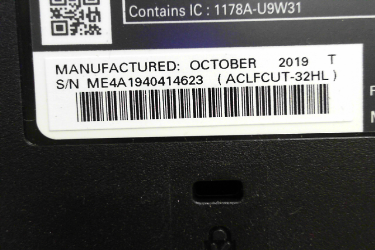 Contains IC : 1178A-U9W31
MANUFACTURED: OCTOBER 2019 T
S/N ME4A1940414623 (ACLFCUT-32HL)